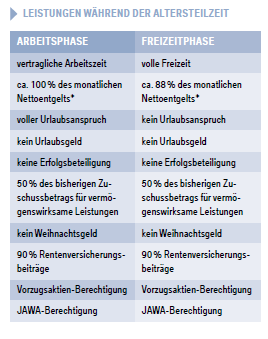 LEISTUNGEN WÄHREND DER ALTERSTEILZEIT
ARBEITSPHASE FREIZEITPHASE
vertragliche Arbeitszeit volle Freizeit
ca. 100 % des monatlichen ca. 88 % des monatlichen
Nettoentgelts* Nettoentgelts*
voller Urlaubsanspruch kein Urlaubsanspruch
kein Urlaubsgeld kein Urlaubsgeld
keine Erfolgsbeteiligung keine Erfolgsbeteiligung
50 % des bisherigen Zu- 50 % des bisherigen Zu-
schussbetrags für vermö- schussbetrags für vermö-
genswirksame Leistungen genswirksame Leistungen
kein Weihnachtsgeld kein Weihnachtsgeld
90 % Rentenversicherungs- 90 % Rentenversicherungs-
beiträge beiträge
Vorzugsaktien-Berechtigung Vorzugsaktien-Berechtigung
JAWA-Berechtigung JAWA-Berechtigung